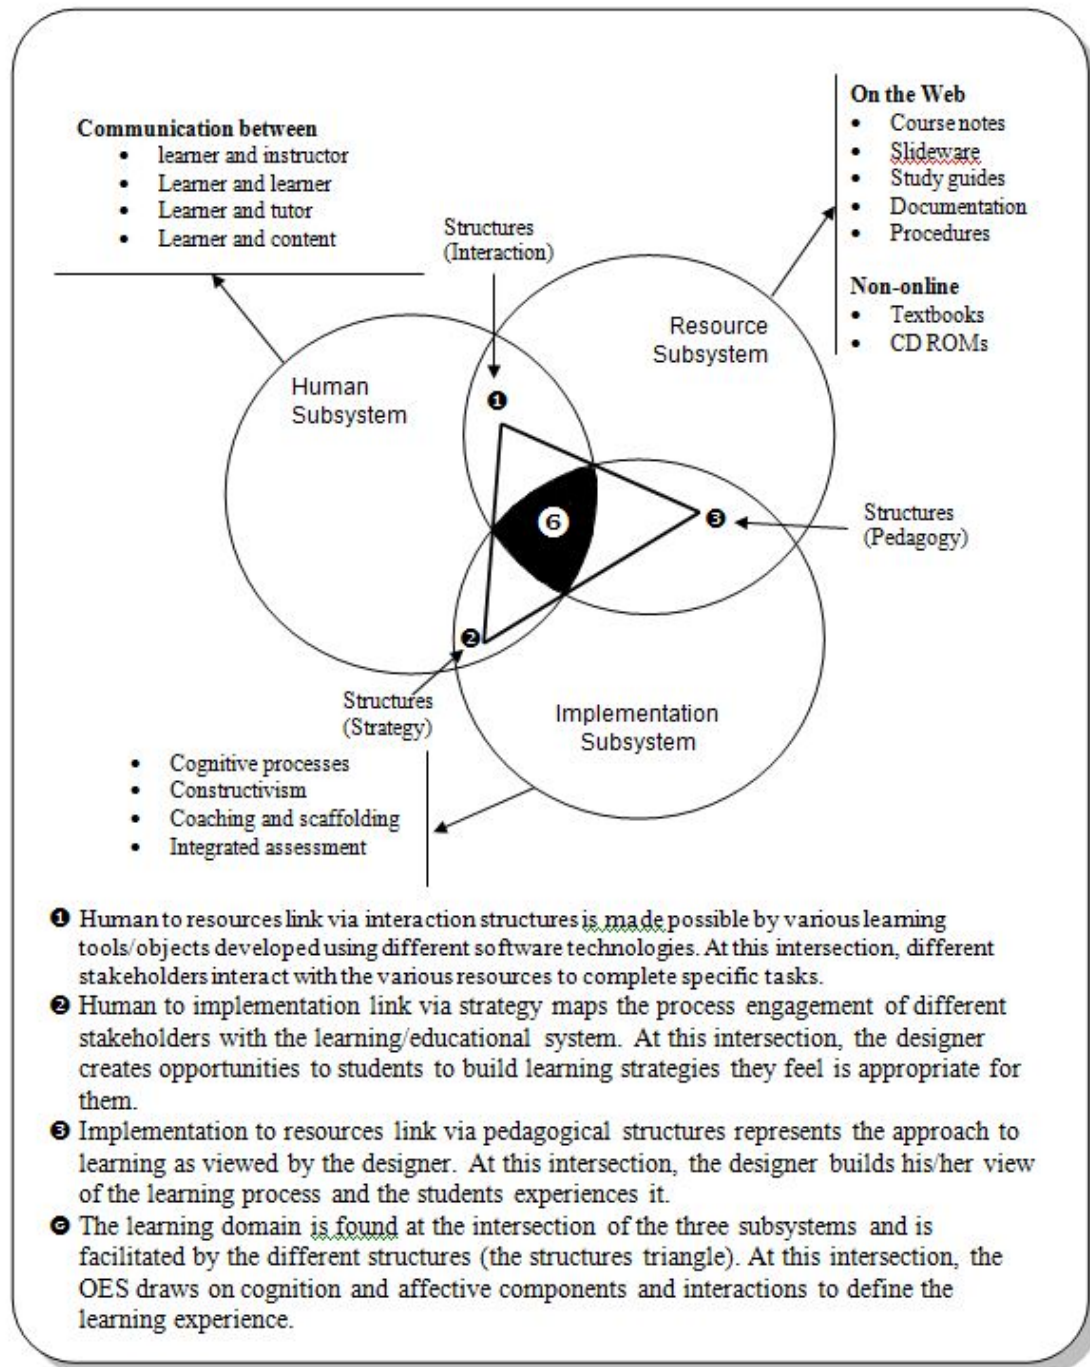 Communication between
• learner and instructor
• Learner and learner
• Learner and tutor
• Learner and content
On the Web
• Course notes
• Slideware
• Study guides
• Documentation
• Procedures
Non-online
• Textbooks
• CD ROMs
Structures
(Interaction)
Resource
Subsystem
Human
Subsystem
❶
❻
❸
Structures
(Pedagogy)
❷
Structures
(Strategy)
Implementation
Subsystem
• Cognitive processes
• Constructivism
• Coaching and scaffolding
• Integrated assessment
❶ Human to resources link via interaction structures is made possible by various learning
tools/objects developed using different software technologies. At this intersection, different
stakeholders interact with the various resources to complete specific tasks.
❷ Human to implementation link via strategy maps the process engagement of different
stakeholders with the learning/educational system. At this intersection, the designer
creates opportunities to students to build learning strategies they feel is appropriate for
them.
❸ Implementation to resources link via pedagogical structures represents the approach to
learning as viewed by the designer. At this intersection, the designer builds his/her view
of the learning process and the students experiences it.
❻ The learning domain is found at the intersection of the three subsystems and is
facilitated by the different structures (the structures triangle). At this intersection, the
OES draws on cognition and affective components and interactions to define the
learning experience.